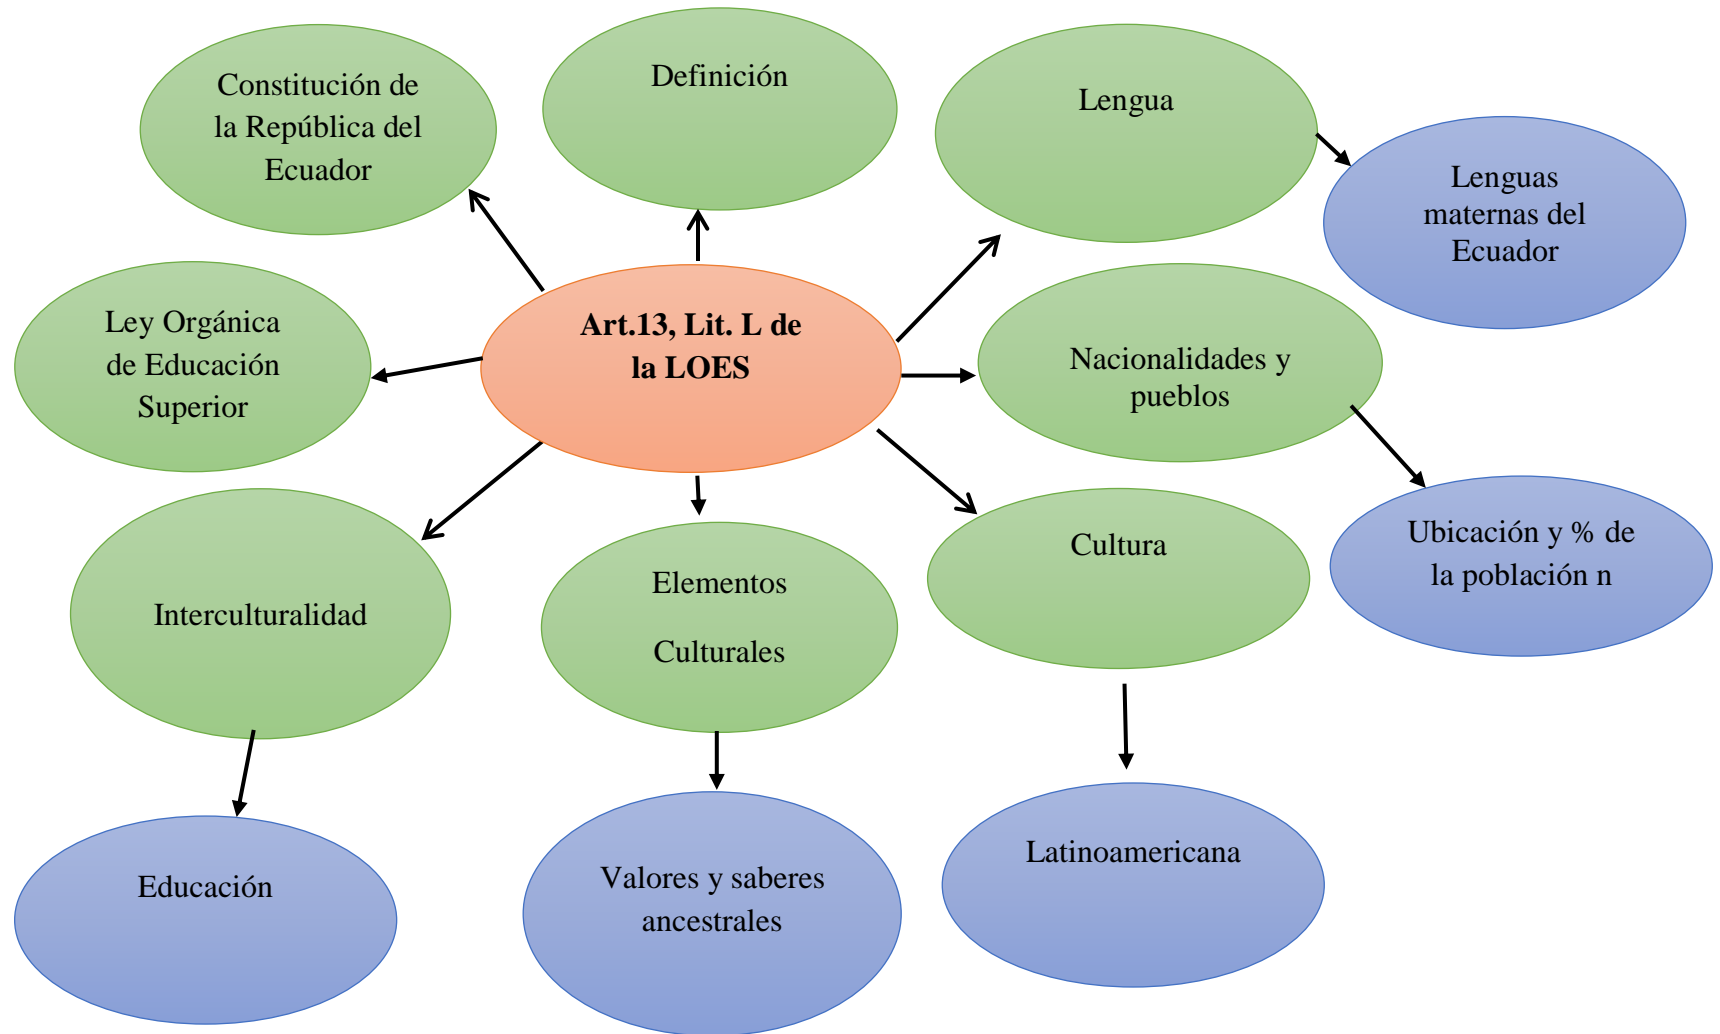 Constitución de
la República del
Ecuador
Definición
Lengua
Lenguas
maternas del
Ecuador
Ley Orgánica
de Educación
Superior
Art.13, Lit. L de
la LOES
Nacionalidades y
pueblos
Interculturalidad
Elementos
Culturales
Cultura
Ubicación y % de
la población n
Educación
Valores y saberes
ancestrales
Latinoamericana